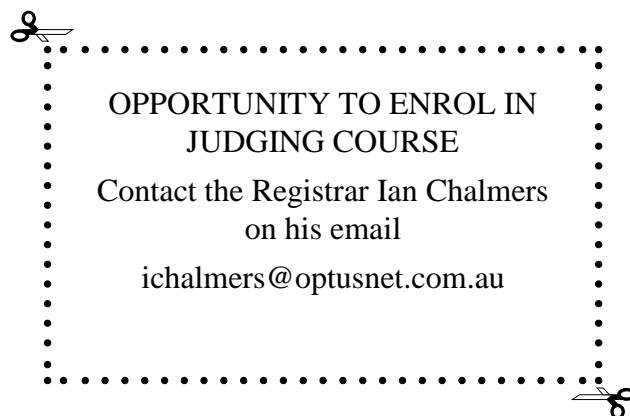 OPPORTUNITY TO ENROL IN
JUDGING COURSE
Contact the Registrar Ian Chalmers
on his email
ichalmers@optusnet.com.au